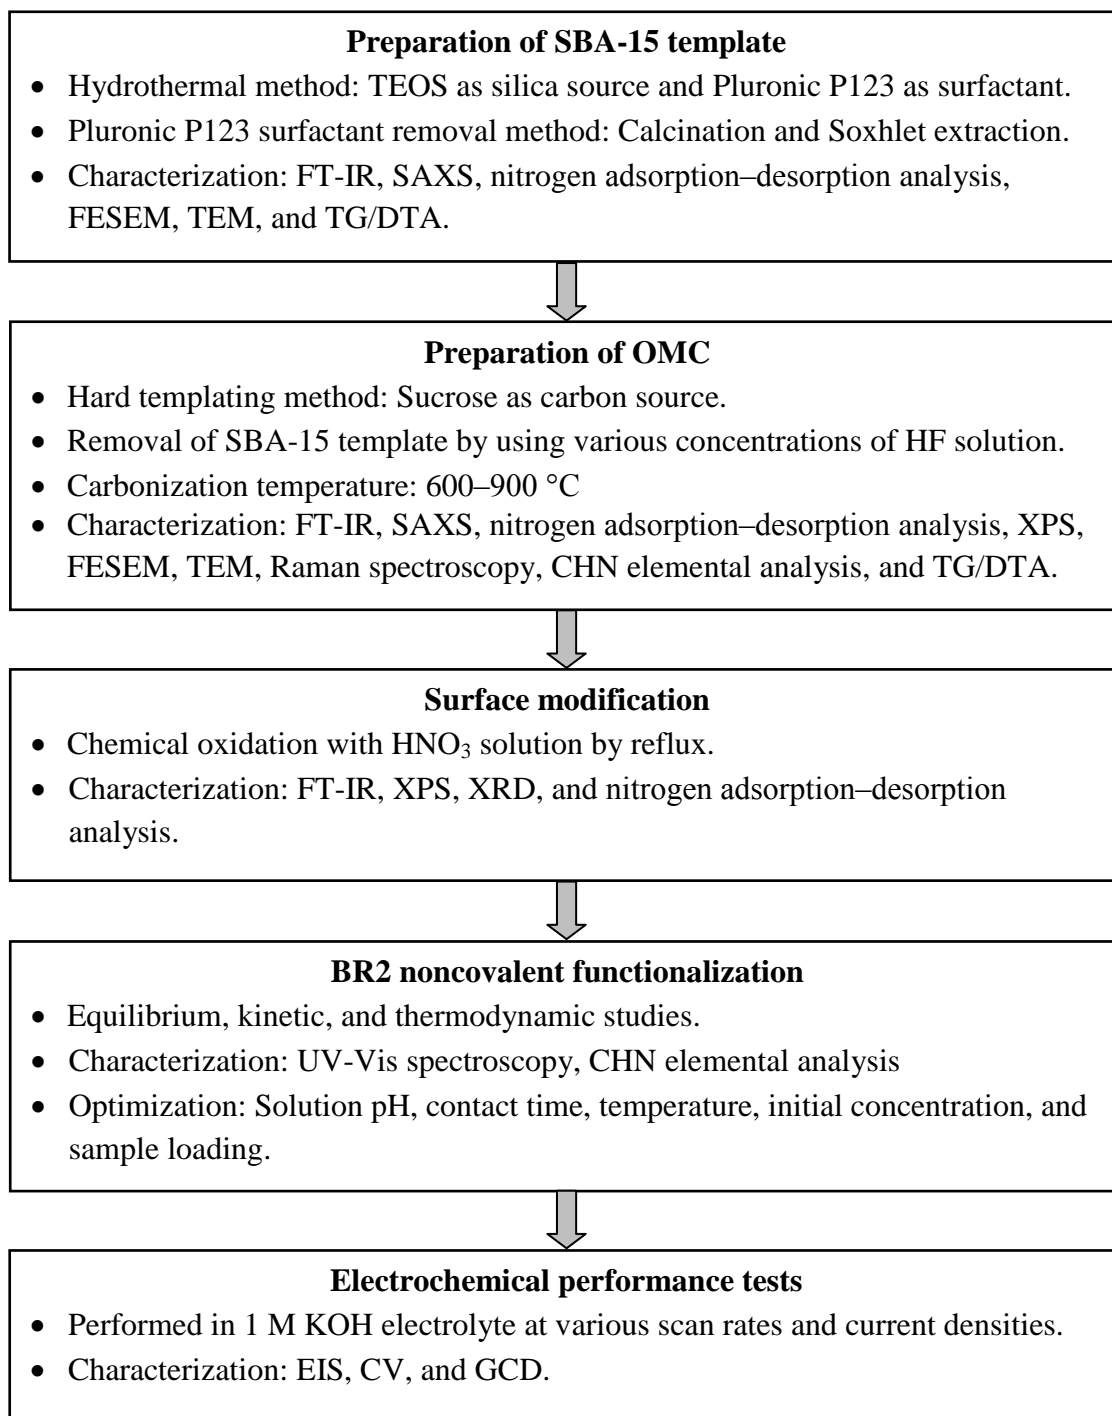 Preparation of SBA-15 template
• Hydrothermal method: TEOS as silica source and Pluronic P123 as surfactant.
• Pluronic P123 surfactant removal method: Calcination and Soxhlet extraction.
• Characterization: FT-IR, SAXS, nitrogen adsorption–desorption analysis,
FESEM, TEM, and TG/DTA.
Preparation of OMC
• Hard templating method: Sucrose as carbon source.
• Removal of SBA-15 template by using various concentrations of HF solution.
• Carbonization temperature: 600–900 °C
• Characterization: FT-IR, SAXS, nitrogen adsorption–desorption analysis, XPS,
FESEM, TEM, Raman spectroscopy, CHN elemental analysis, and TG/DTA.
Surface modification
• Chemical oxidation with HNO₃ solution by reflux.
• Characterization: FT-IR, XPS, XRD, and nitrogen adsorption–desorption
analysis.
BR2 noncovalent functionalization
• Equilibrium, kinetic, and thermodynamic studies.
• Characterization: UV-Vis spectroscopy, CHN elemental analysis
• Optimization: Solution pH, contact time, temperature, initial concentration, and
sample loading.
Electrochemical performance tests
• Performed in 1 M KOH electrolyte at various scan rates and current densities.
• Characterization: EIS, CV, and GCD.